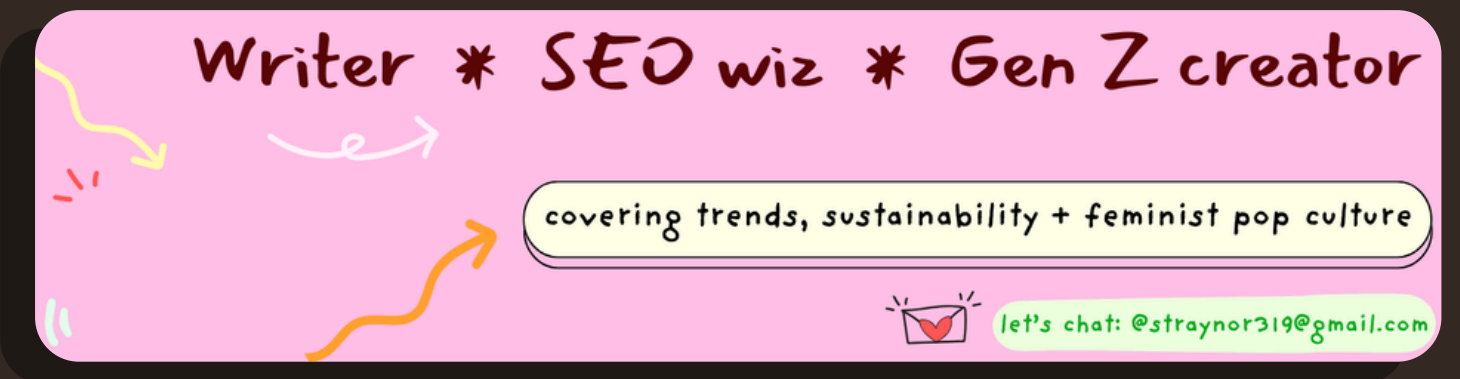 Writer * SEO wiz * Gen Z creator
covering trends, sustainability + feminist pop culture
let's chat: @straynor319@gmail.com